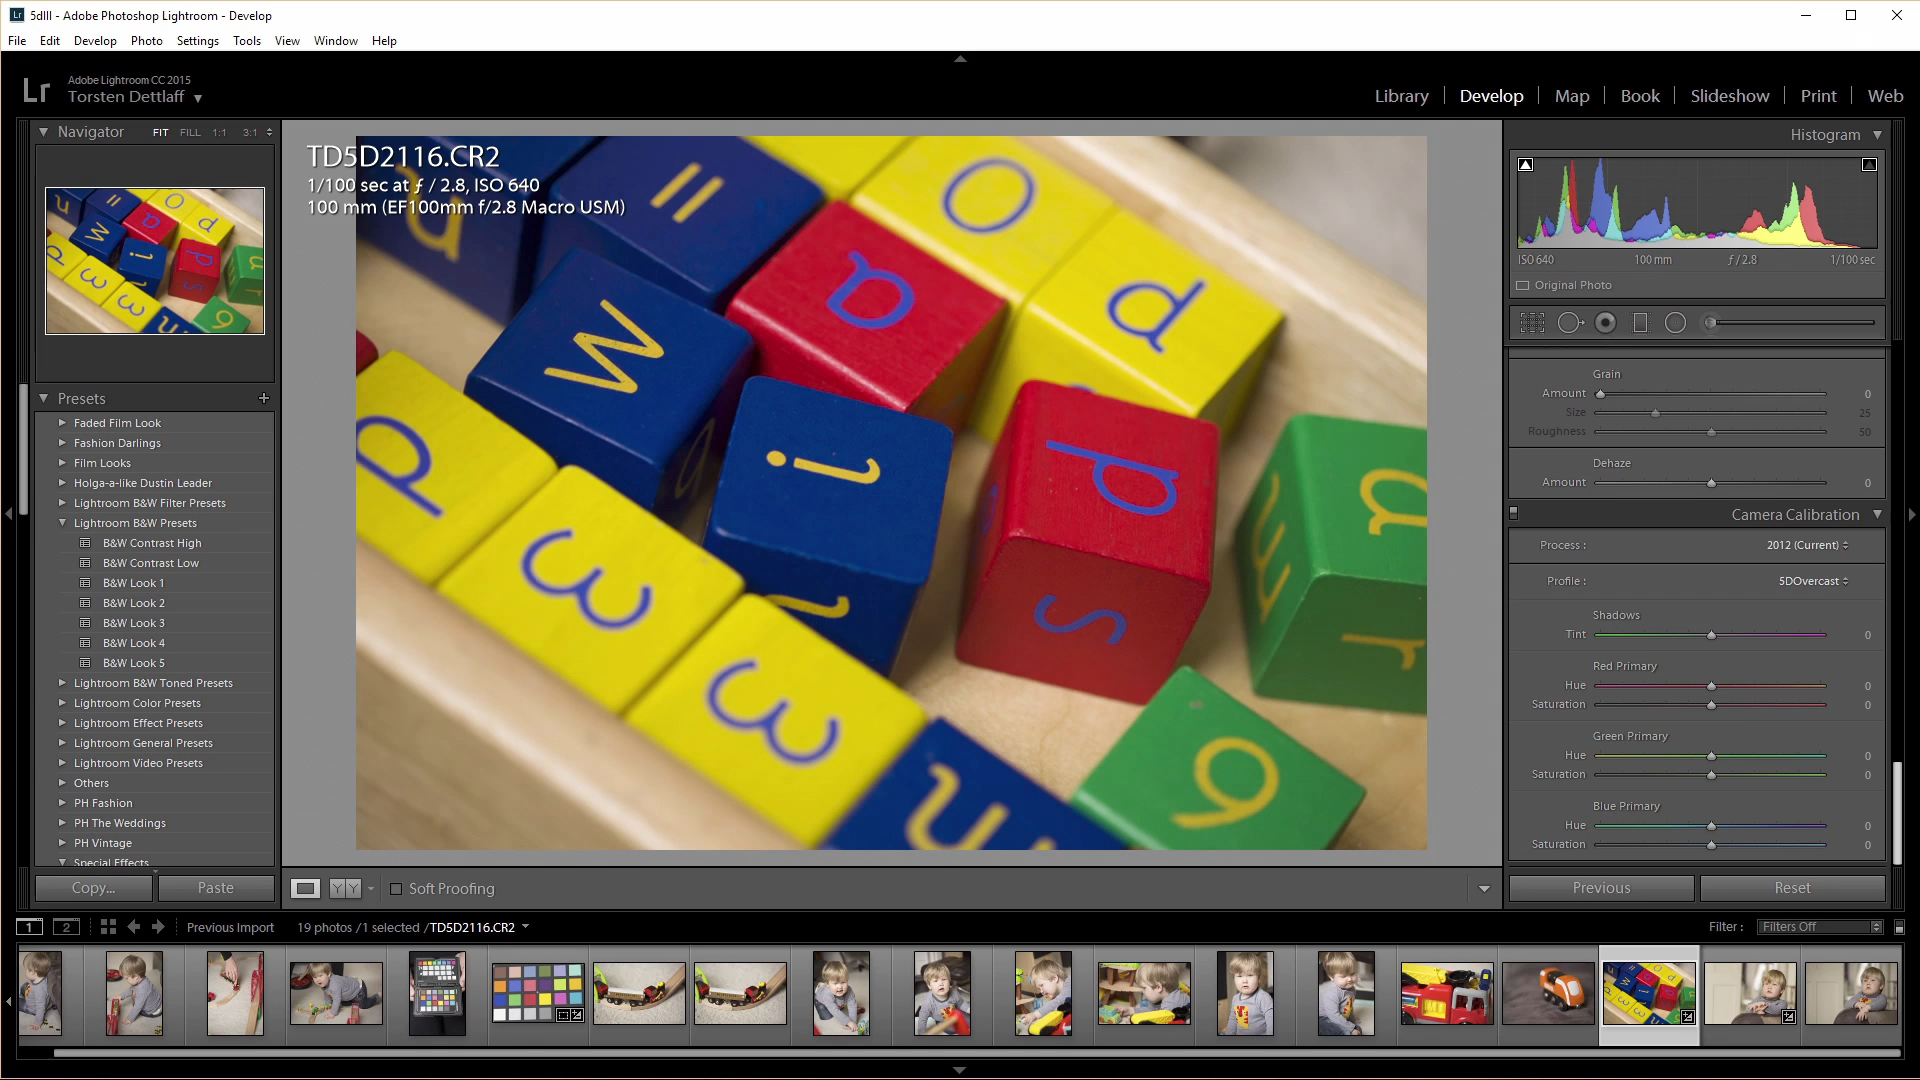 5dIII - Adobe Photoshop Lightroom - Develop
File Edit Develop Photo Settings Tools View Window Help
Lr
Adobe Lightroom CC 2015
Torsten Dettlaff
Library Develop Map Book Slideshow Print Web
Navigator FIT FILL 1:1 3:1
Presets
Faded Film Look
Fashion Darlings
Film Looks
Holga-a-like Dustin Leader
Lightroom B&W Filter Presets
Lightroom B&W Presets
B&W Contrast High
B&W Contrast Low
B&W Look 1
B&W Look 2
B&W Look 3
B&W Look 4
B&W Look 5
Lightroom B&W Toned Presets
Lightroom Color Presets
Lightroom Effect Presets
Lightroom General Presets
Lightroom Video Presets
Others
PH Fashion
PH The Weddings
PH Vintage
Special Effects
Copy... Paste
TD5D2116.CR2
1/100 sec at ƒ / 2.8, ISO 640
100 mm (EF100mm f/2.8 Macro USM)
=
o
a
d
w
i
d
s
3
3
n
9
r
Soft Proofing
Histogram
ISO 640 100 mm ƒ / 2.8 1/100 sec
Original Photo
Grain
Amount 0
Size 25
Roughness 50
Dehaze
Amount 0
Camera Calibration
Process : 2012 (Current)
Profile : 5DOvercast
Shadows
Tint 0
Red Primary
Hue 0
Saturation 0
Green Primary
Hue 0
Saturation 0
Blue Primary
Hue 0
Saturation 0
Previous Reset
1 2 Previous Import 19 photos /1 selected /TD5D2116.CR2 Filter : Filters Off